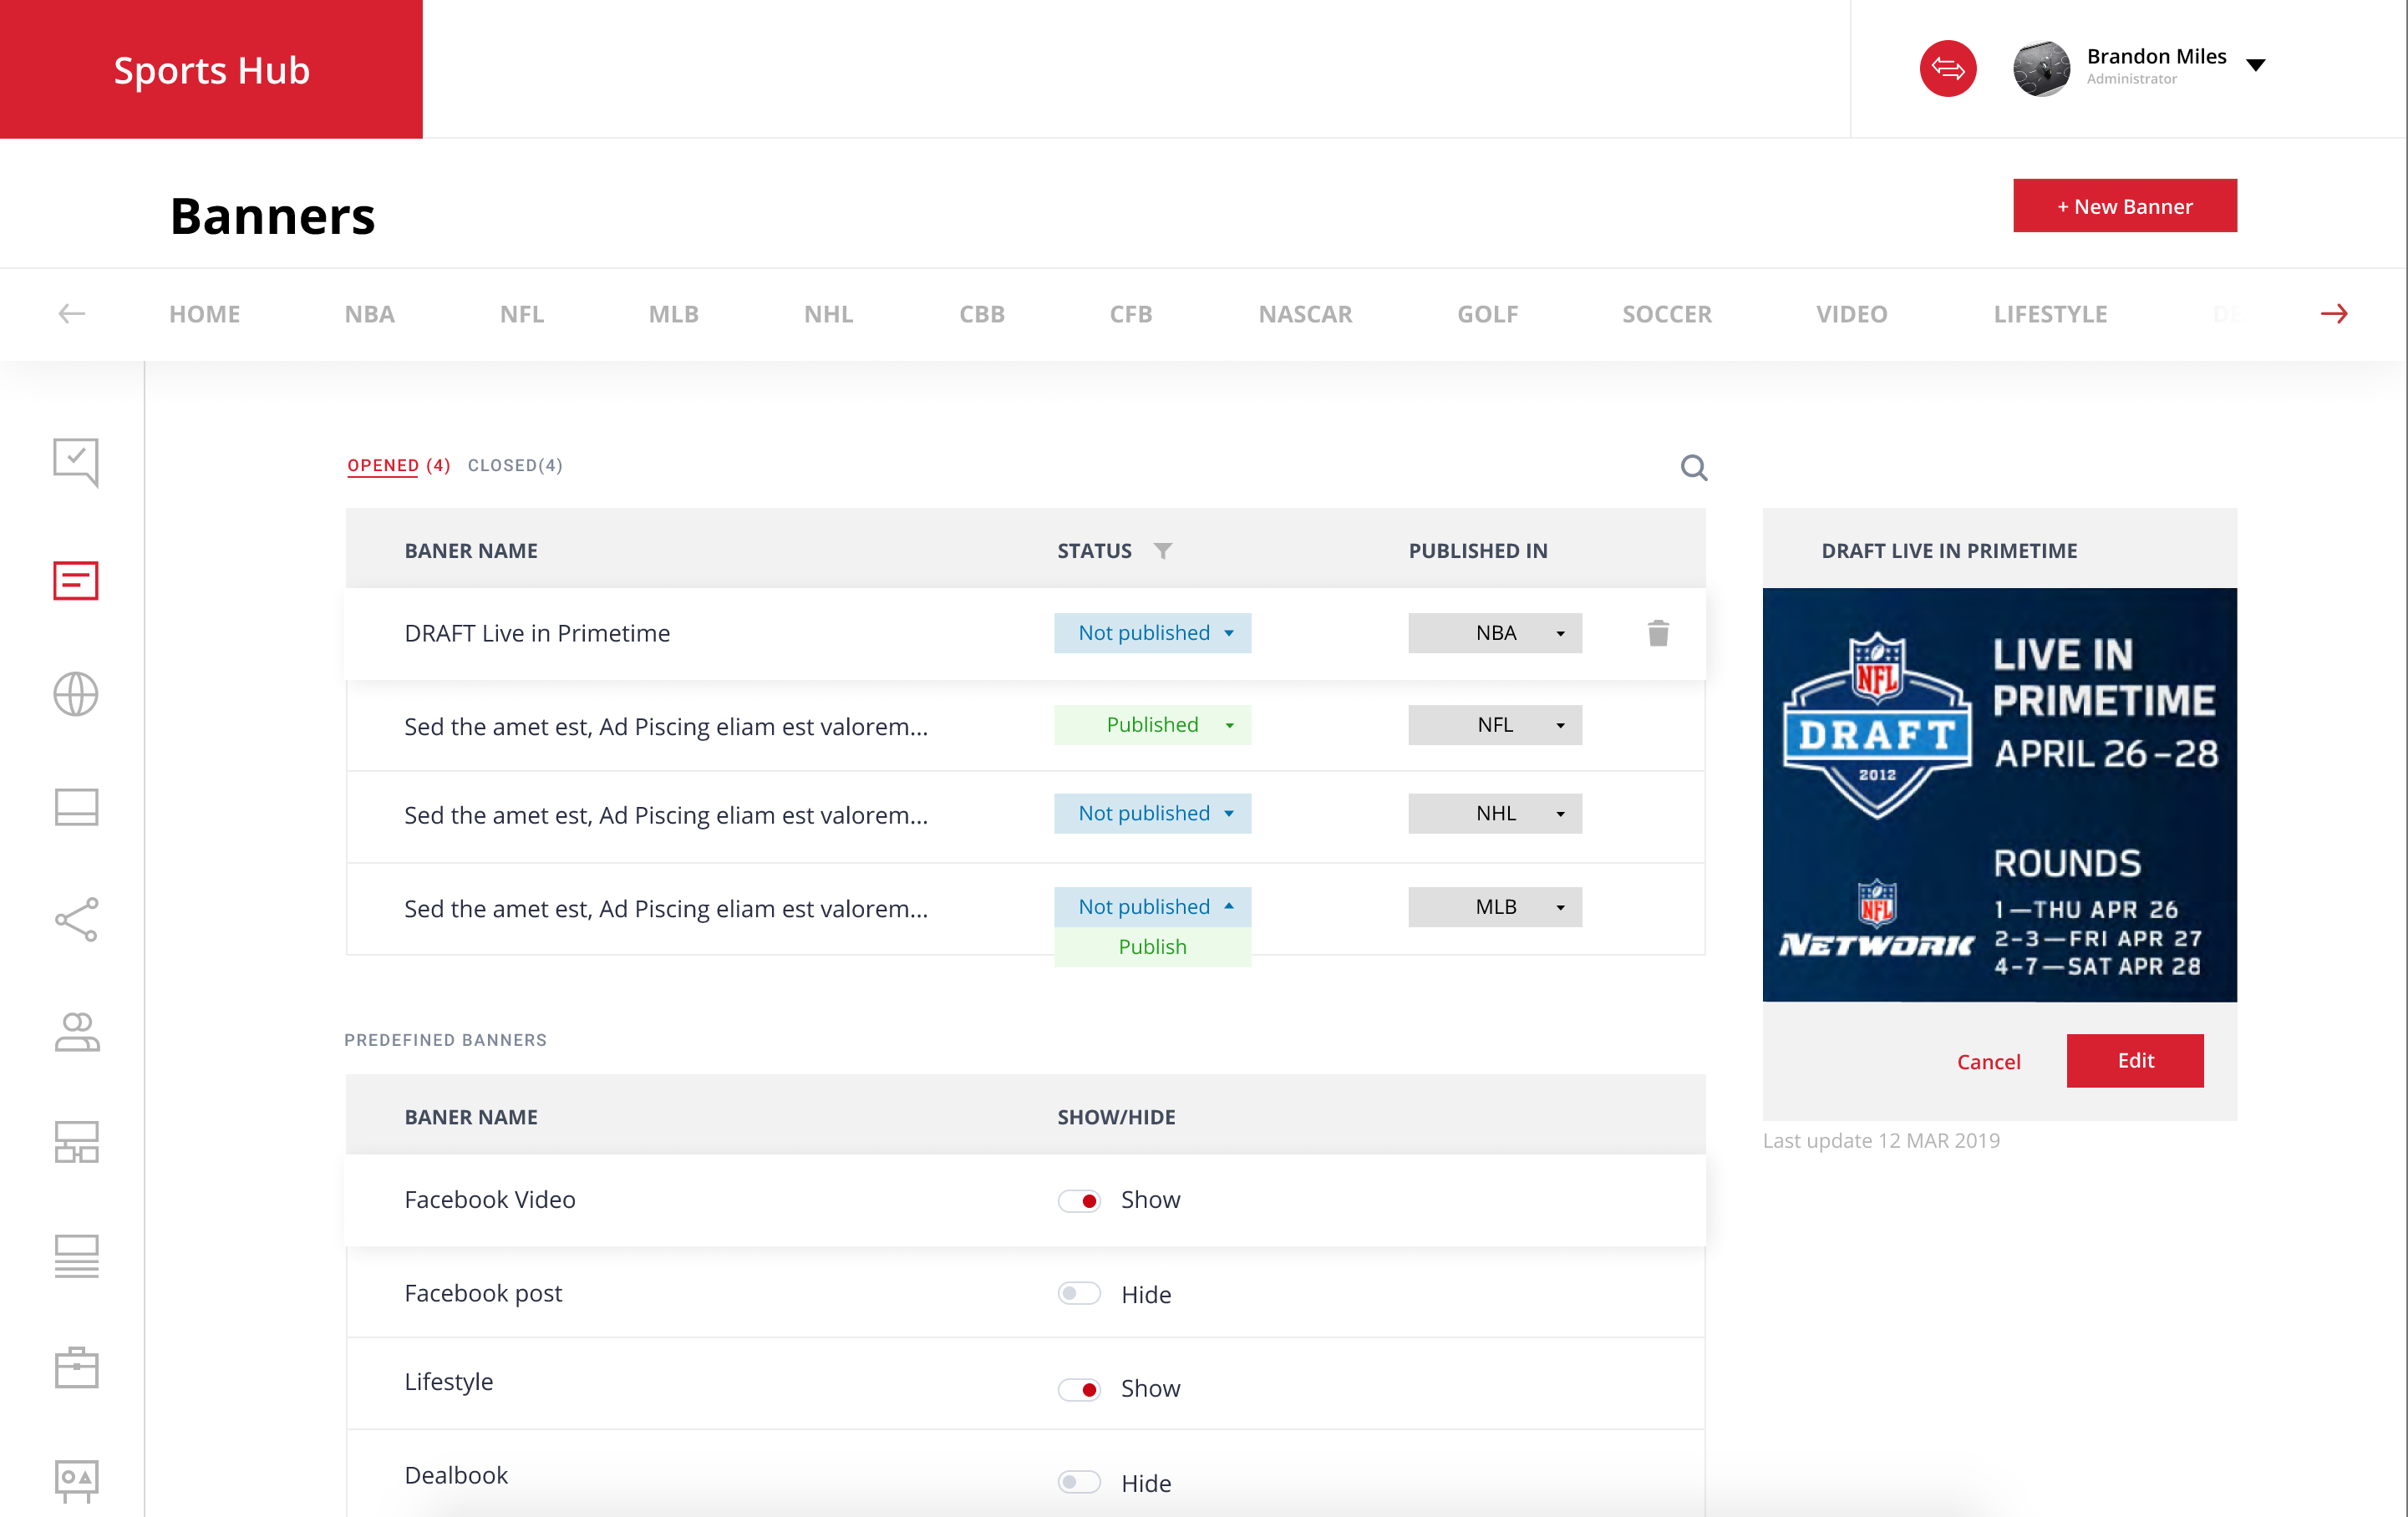 Sports Hub
Brandon Miles
Administrator
Banners
+ New Banner
HOME NBA NFL MLB NHL CBB CFB NASCAR GOLF SOCCER VIDEO LIFESTYLE DE
OPENED (4) CLOSED(4)
BANER NAME STATUS PUBLISHED IN
DRAFT Live in Primetime Not published NBA
Sed the amet est, Ad Piscing eliam est valorem... Published NFL
Sed the amet est, Ad Piscing eliam est valorem... Not published NHL
Sed the amet est, Ad Piscing eliam est valorem... Not published MLB
Publish
DRAFT LIVE IN PRIMETIME
NFL
DRAFT
2012
LIVE IN
PRIMETIME
APRIL 26-28
ROUNDS
1—THU APR 26
2-3—FRI APR 27
4-7—SAT APR 28
NFL
NETWORK
Cancel Edit
Last update 12 MAR 2019
PREDEFINED BANNERS
BANER NAME SHOW/HIDE
Facebook Video Show
Facebook post Hide
Lifestyle Show
Dealbook Hide